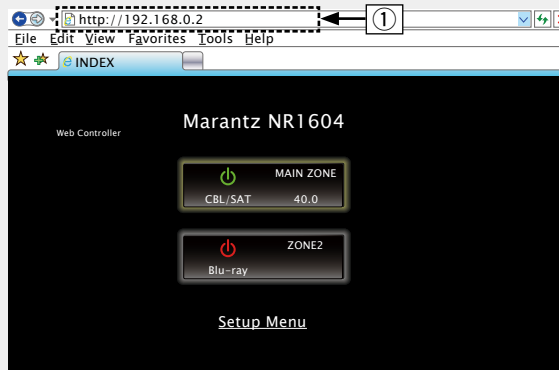 http://192.168.0.2
①
File Edit View Favorites Tools Help
INDEX
Web Controller
Marantz NR1604
MAIN ZONE
CBL/SAT 40.0
ZONE2
Blu-ray
Setup Menu